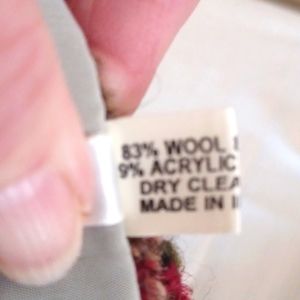 83% WOOL
9% ACRYLIC
DRY CLEA
MADE IN I